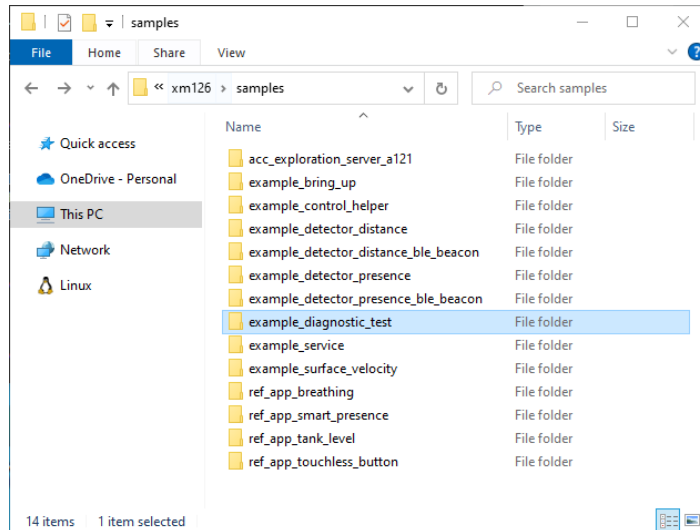 samples
File
Home
Share
View
« xm126 > samples
Search samples
Quick access
OneDrive - Personal
This PC
Network
Linux
Name Type Size
acc_exploration_server_a121 File folder
example_bring_up File folder
example_control_helper File folder
example_detector_distance File folder
example_detector_distance_ble_beacon File folder
example_detector_presence File folder
example_detector_presence_ble_beacon File folder
example_diagnostic_test File folder
example_service File folder
example_surface_velocity File folder
ref_app_breathing File folder
ref_app_smart_presence File folder
ref_app_tank_level File folder
ref_app_touchless_button File folder
14 items 1 item selected